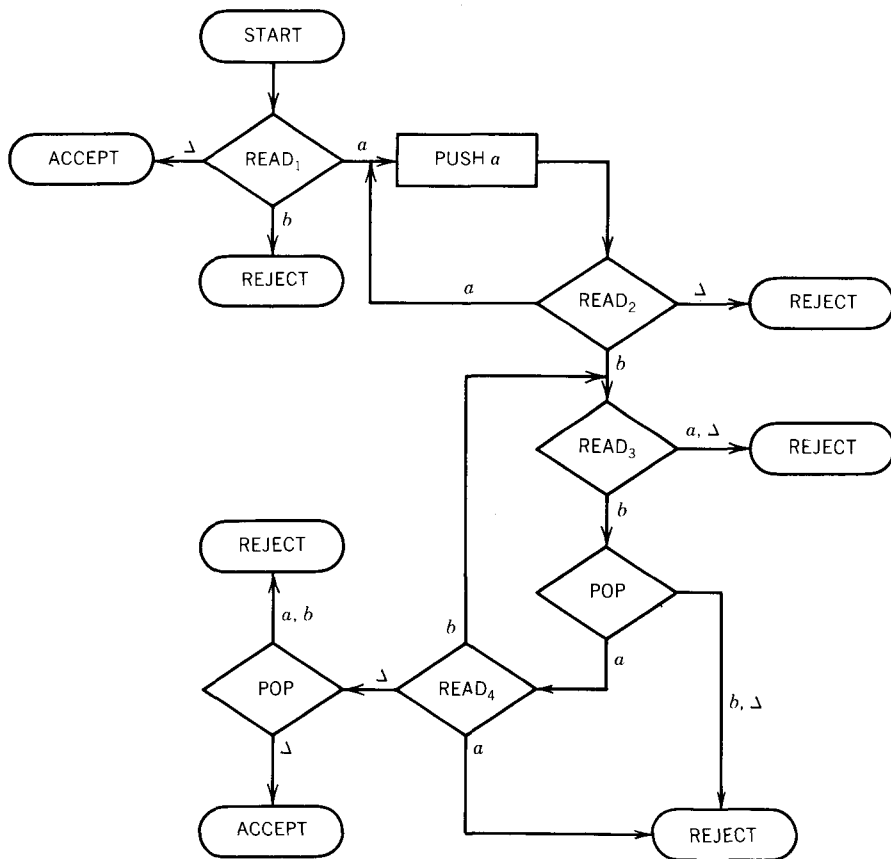 START
ACCEPT
Δ
READ₁
a
PUSH a
b
REJECT
a
READ₂
Δ
REJECT
b
READ₃
a, Δ
REJECT
b
REJECT
POP
a, b
b
a
POP
Δ
READ₄
b, Δ
Δ
a
ACCEPT
REJECT